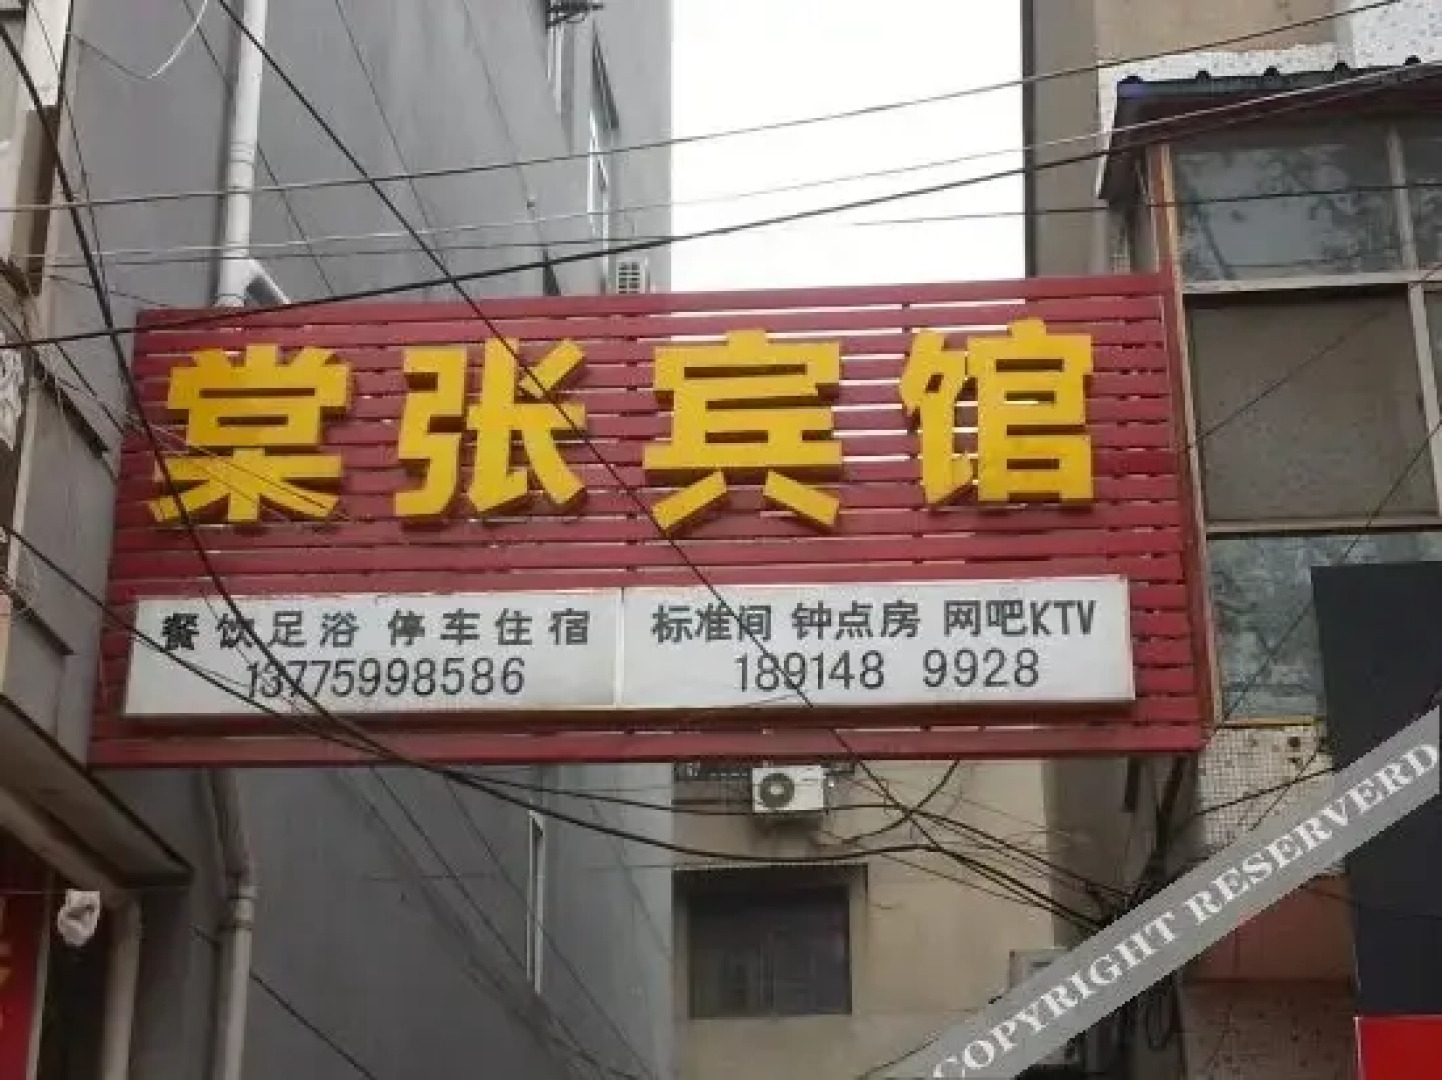 棠张宾馆
餐饮足浴 停车住宿 标准间 钟点房 网吧KTV
13775998586 189148 9928
COPYRIGHT RESERVERD